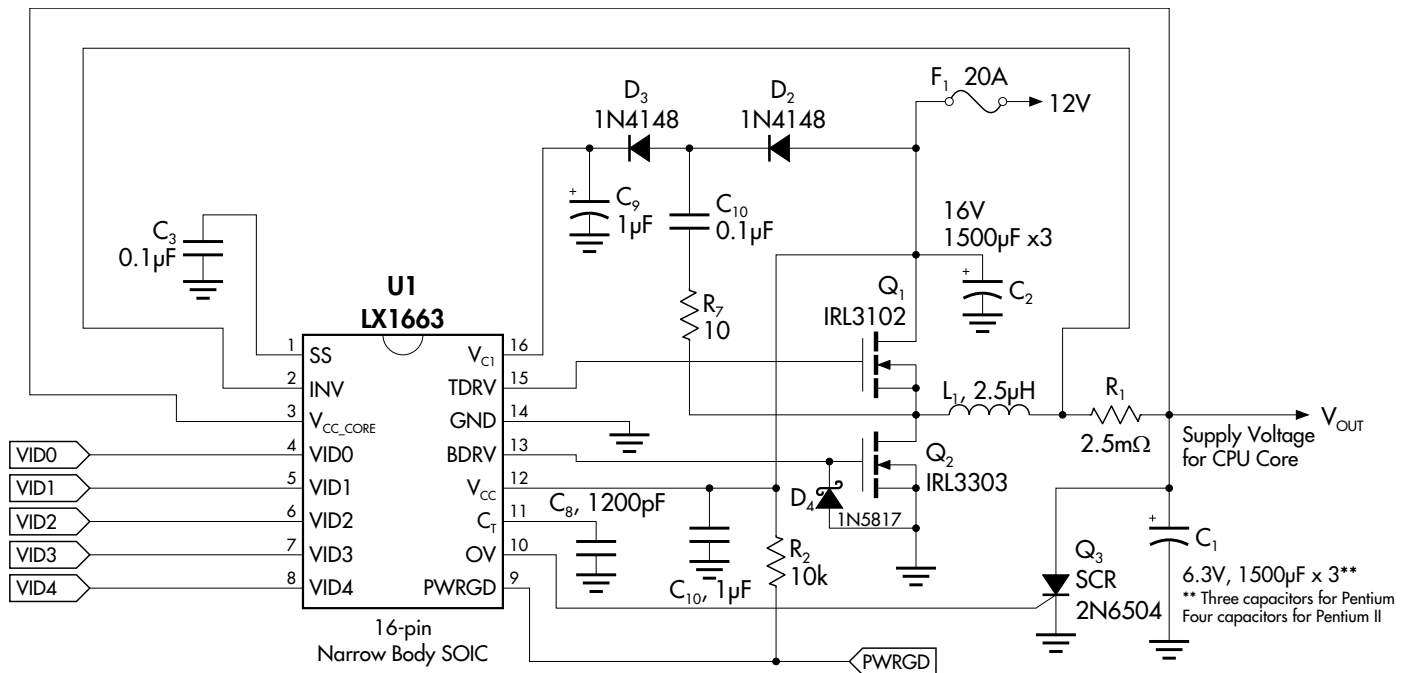 F₁ 20A
12V
D₃
1N4148
D₂
1N4148
C₉
1µF
C₁₀
0.1µF
16V
1500µF x3
C₂
C₃
0.1µF
R₇
10
Q₁
IRL3102
U1
LX1663
1 SS
2 INV
3 V_CC_CORE
4 VID0
5 VID1
6 VID2
7 VID3
8 VID4
V_C1 16
TDRV 15
GND 14
BDRV 13
V_CC 12
C_T 11
OV 10
PWRGD 9
VID0
VID1
VID2
VID3
VID4
16-pin
Narrow Body SOIC
L₁, 2.5µH
R₁
2.5mΩ
V_OUT
Supply Voltage
for CPU Core
Q₂
IRL3303
D₄
1N5817
C₈, 1200pF
C₁₀, 1µF
R₂
10k
Q₃
SCR
2N6504
C₁
6.3V, 1500µF x 3**
** Three capacitors for Pentium
Four capacitors for Pentium II
PWRGD